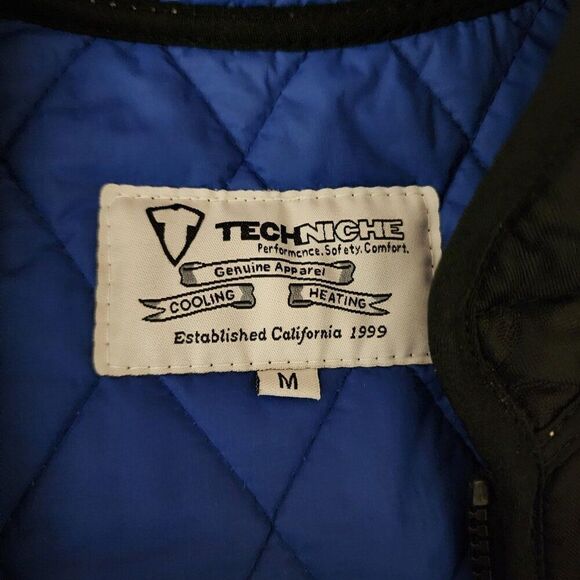 TECHNICHE
Performance.Safety.Comfort.
Genuine Apparel
COOLING HEATING
Established California 1999
M